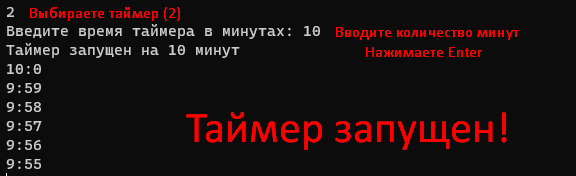 2 Выбираете таймер (2)
Введите время таймера в минутах: 10 Вводите количество минут
Таймер запущен на 10 минут Нажимаете Enter
10:0
9:59
9:58
9:57 Таймер запущен!
9:56
9:55